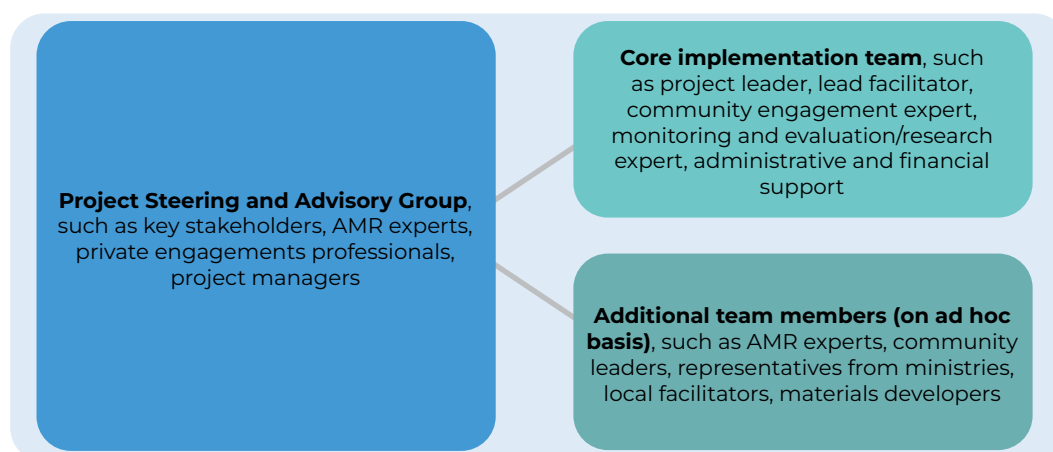 Project Steering and Advisory Group,
such as key stakeholders, AMR experts,
private engagements professionals,
project managers
Core implementation team, such
as project leader, lead facilitator,
community engagement expert,
monitoring and evaluation/research
expert, administrative and financial
support
Additional team members (on ad hoc
basis), such as AMR experts, community
leaders, representatives from ministries,
local facilitators, materials developers